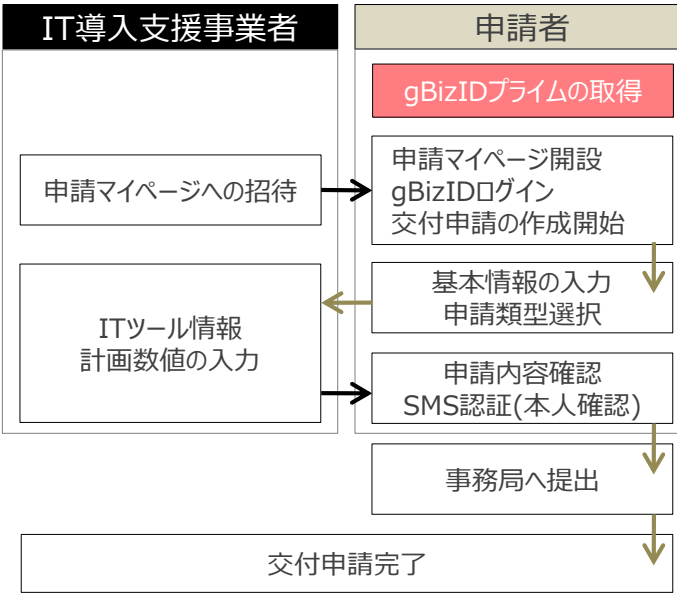 IT導入支援事業者
申請者
gBizIDプライムの取得
申請マイページへの招待
申請マイページ開設
gBizIDログイン
交付申請の作成開始
基本情報の入力
申請類型選択
ITツール情報
計画数値の入力
申請内容確認
SMS認証(本人確認)
事務局へ提出
交付申請完了